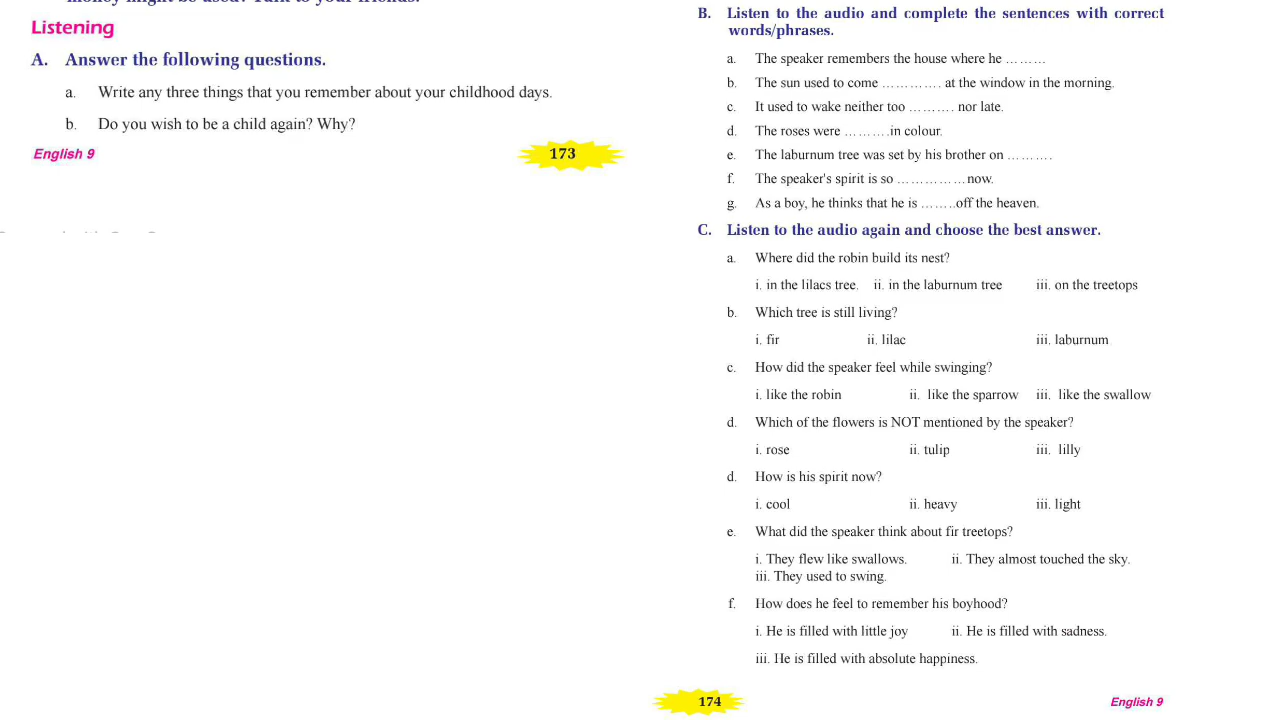 money might be used? Talk to your friends.
Listening
A. Answer the following questions.
a. Write any three things that you remember about your childhood days.
b. Do you wish to be a child again? Why?
English 9
173
B. Listen to the audio and complete the sentences with correct
words/phrases.
a. The speaker remembers the house where he ………
b. The sun used to come …………. at the window in the morning.
c. It used to wake neither too ………. nor late.
d. The roses were ……….in colour.
e. The laburnum tree was set by his brother on ……….
f. The speaker's spirit is so ……………now.
g. As a boy, he thinks that he is ……..off the heaven.
C. Listen to the audio again and choose the best answer.
a. Where did the robin build its nest?
i. in the lilacs tree. ii. in the laburnum tree iii. on the treetops
b. Which tree is still living?
i. fir ii. lilac iii. laburnum
c. How did the speaker feel while swinging?
i. like the robin ii. like the sparrow iii. like the swallow
d. Which of the flowers is NOT mentioned by the speaker?
i. rose ii. tulip iii. lilly
d. How is his spirit now?
i. cool ii. heavy iii. light
e. What did the speaker think about fir treetops?
i. They flew like swallows. ii. They almost touched the sky.
iii. They used to swing.
f. How does he feel to remember his boyhood?
i. He is filled with little joy ii. He is filled with sadness.
iii. He is filled with absolute happiness.
174
English 9